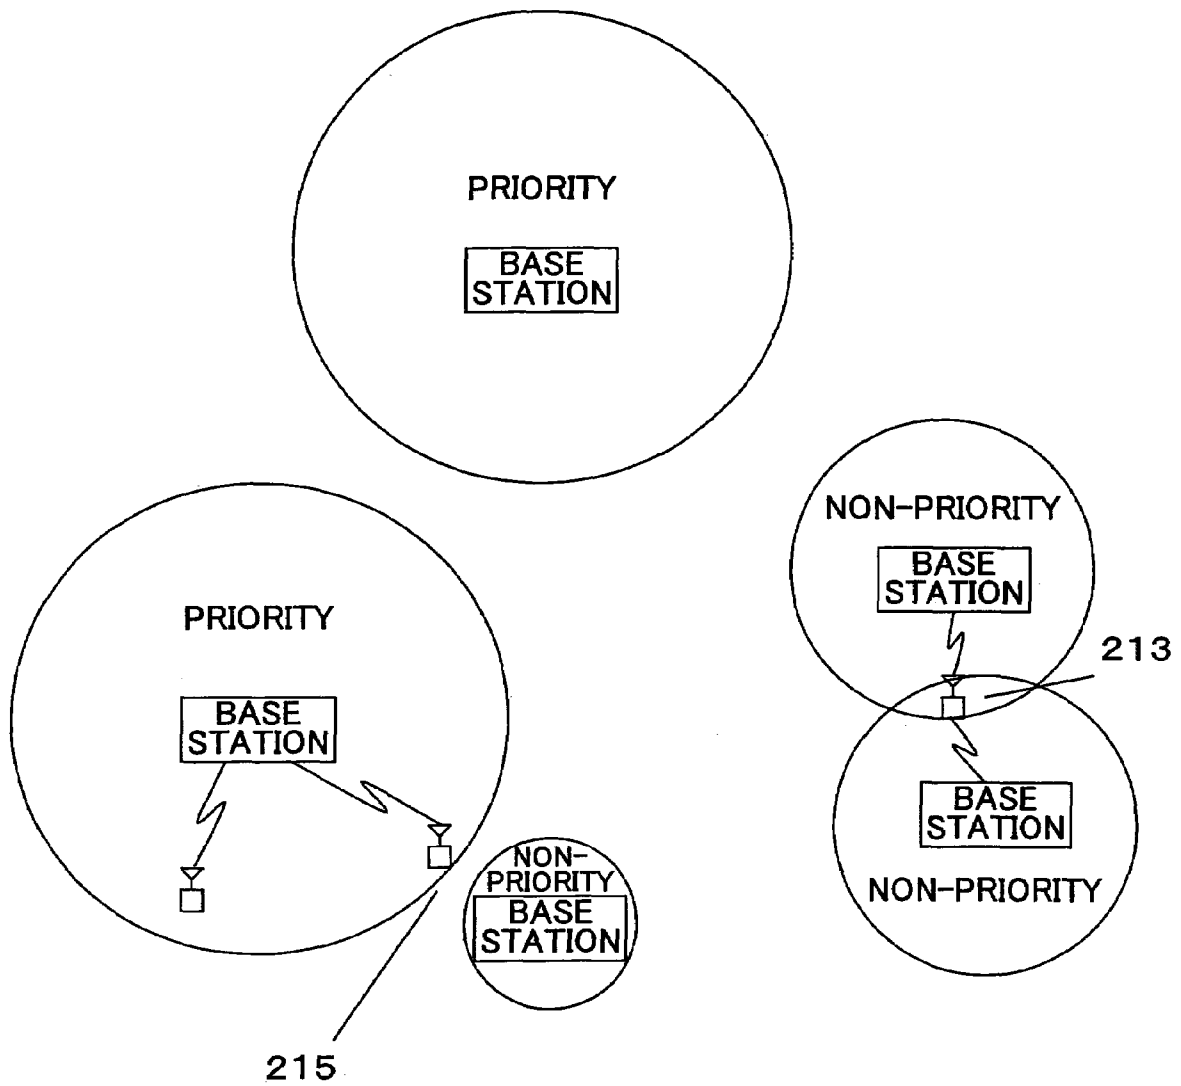 PRIORITY
BASE
STATION
NON-PRIORITY
BASE
STATION
PRIORITY
BASE
STATION
213
BASE
STATION
NON-PRIORITY
NON-
PRIORITY
BASE
STATION
215